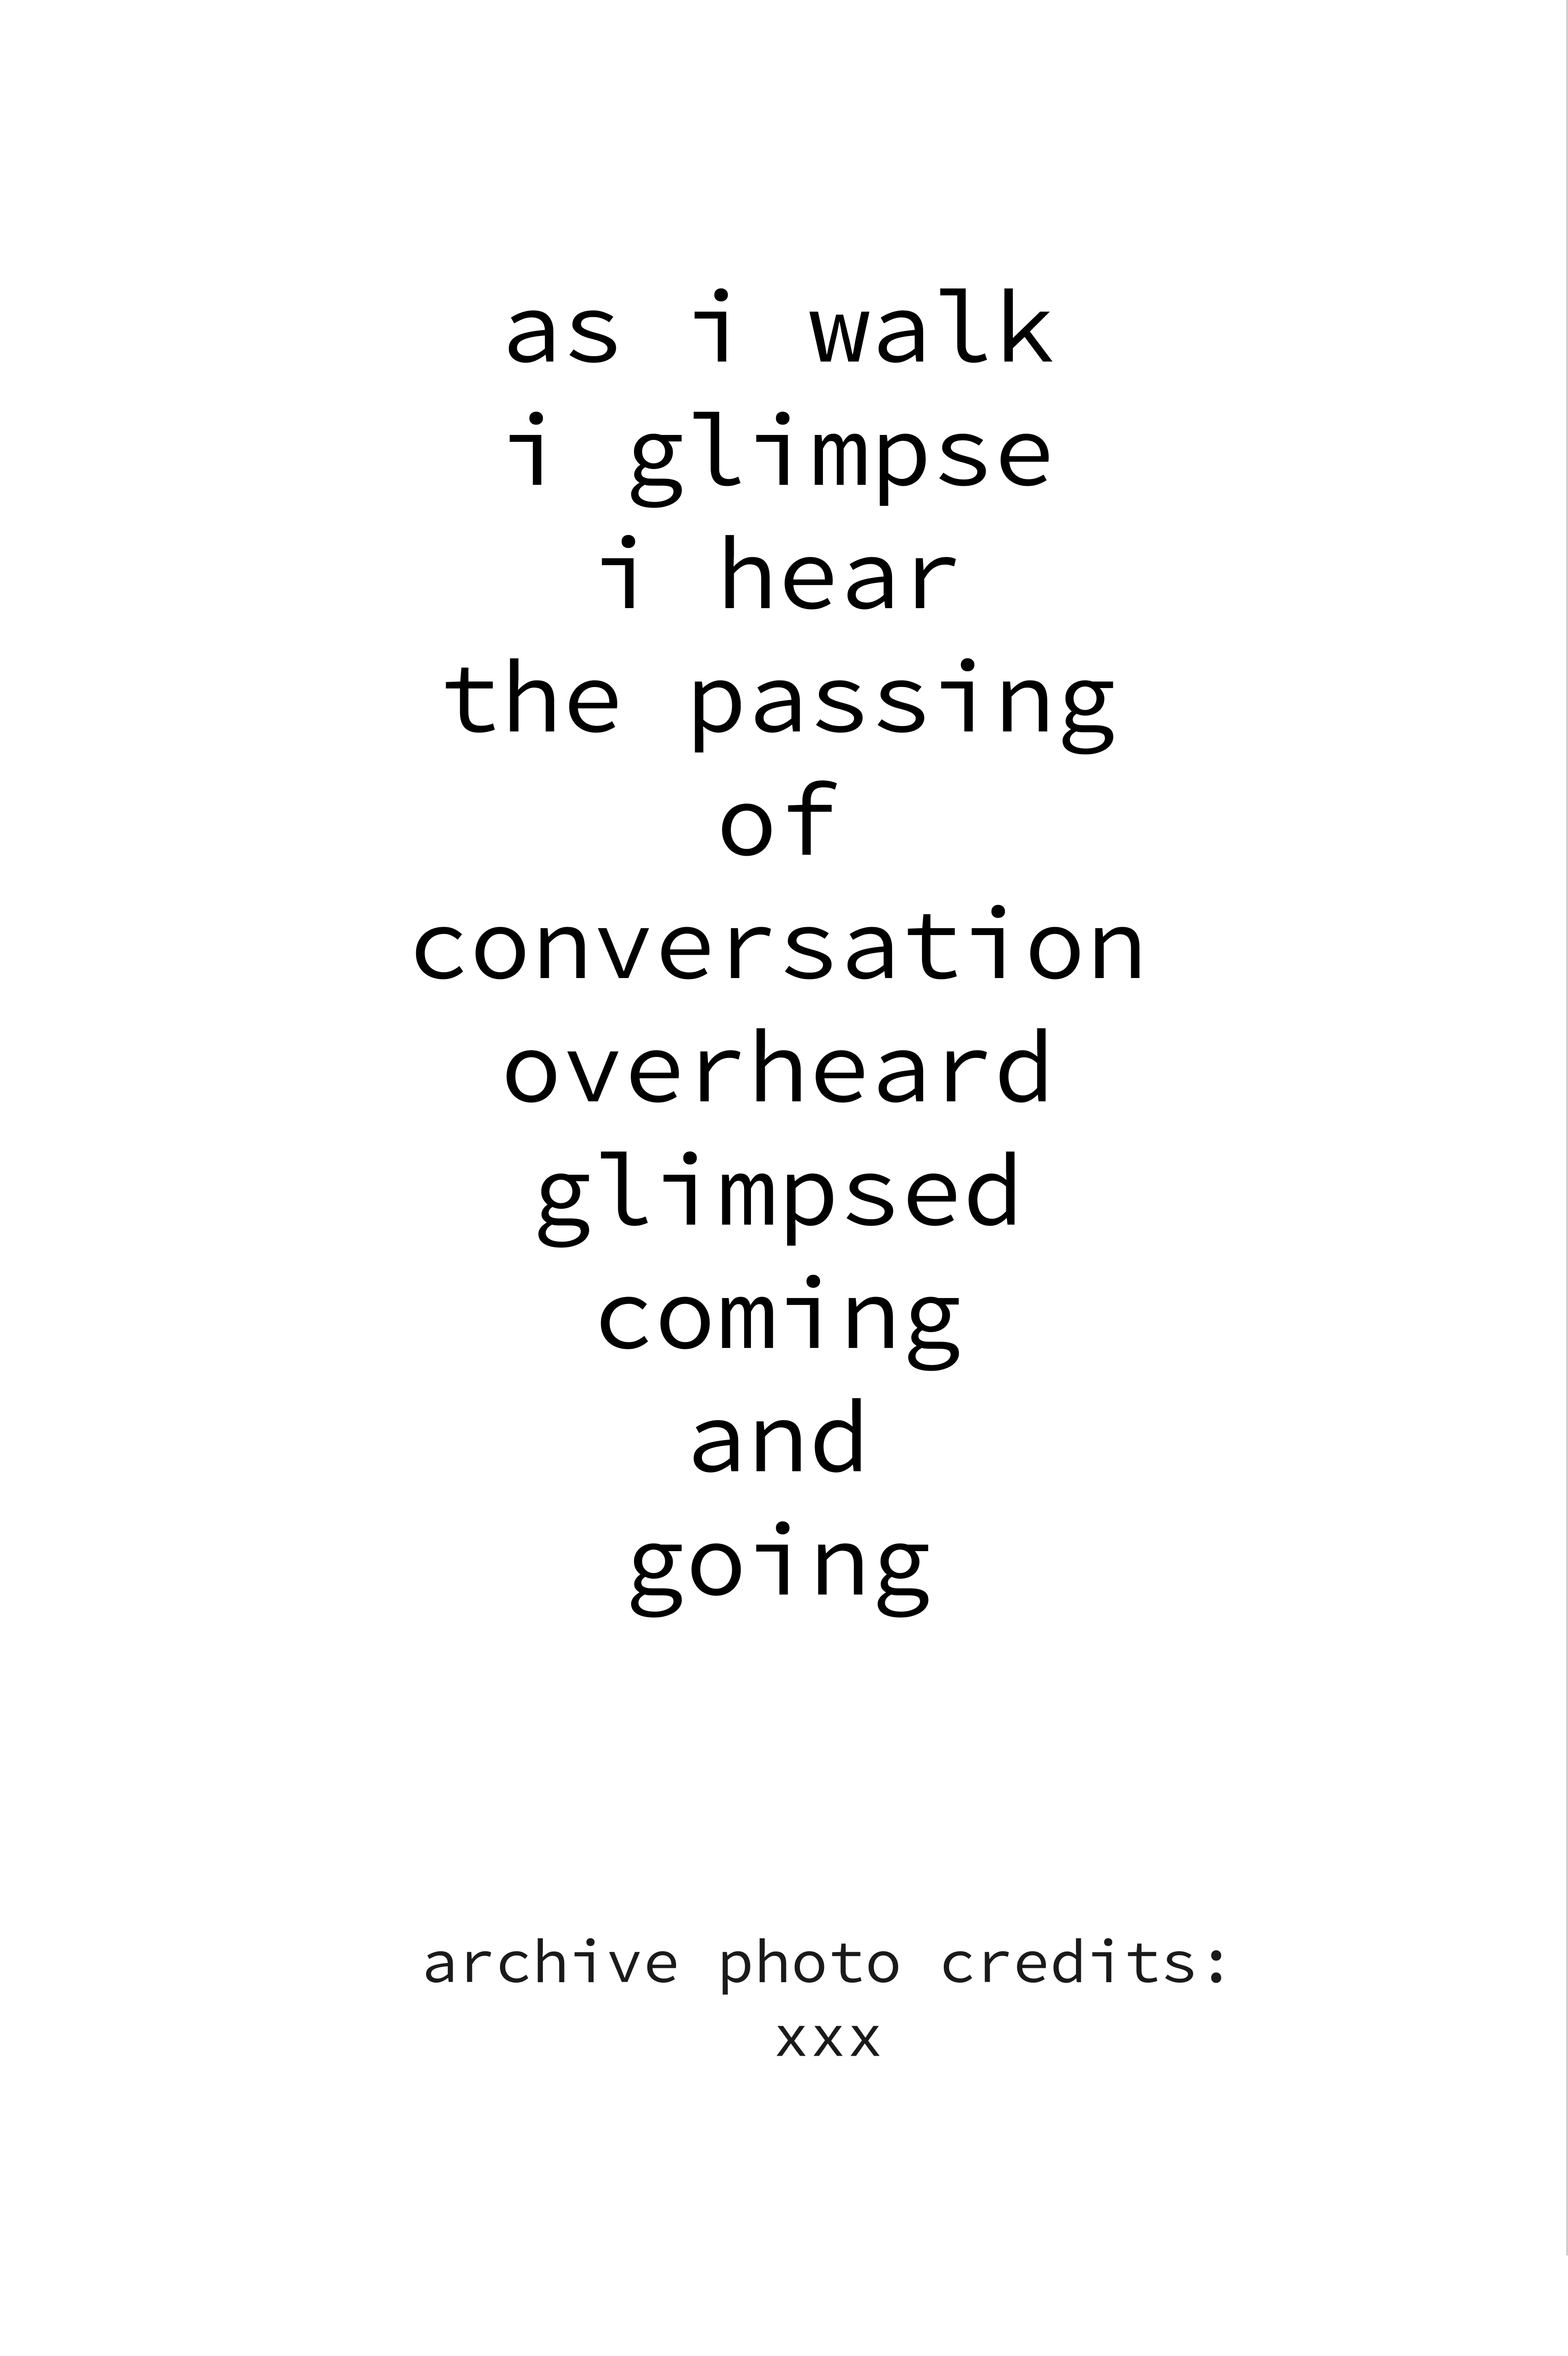 as i walk
i glimpse
i hear
the passing
of
conversation
overheard
glimpsed
coming
and
going
archive photo credits:
xxx